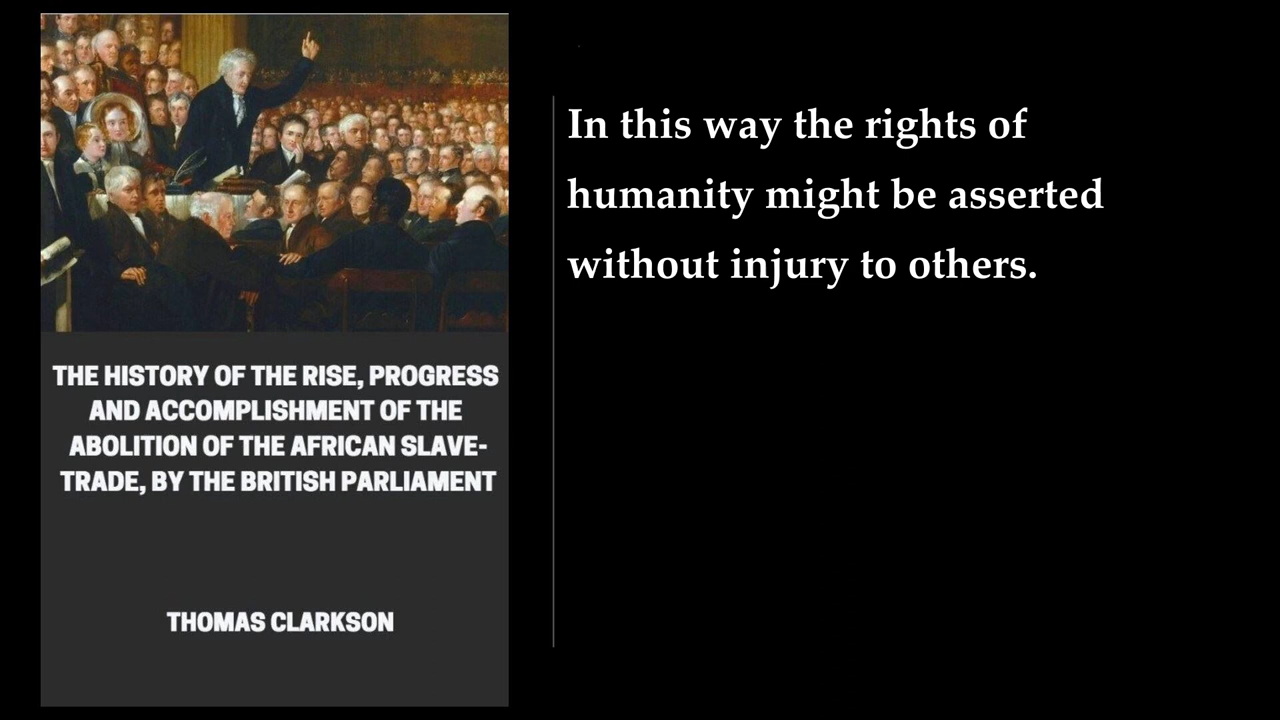 THE HISTORY OF THE RISE, PROGRESS
AND ACCOMPLISHMENT OF THE
ABOLITION OF THE AFRICAN SLAVE-
TRADE, BY THE BRITISH PARLIAMENT
THOMAS CLARKSON
In this way the rights of
humanity might be asserted
without injury to others.